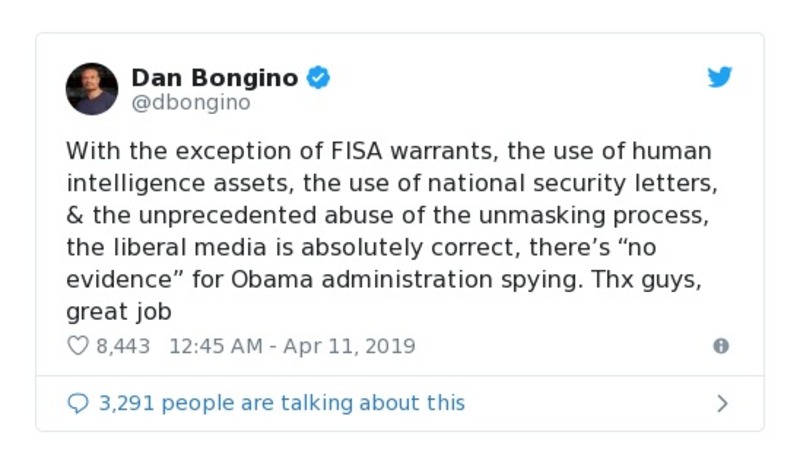 Dan Bongino
@dbongino
With the exception of FISA warrants, the use of human
intelligence assets, the use of national security letters,
& the unprecedented abuse of the unmasking process,
the liberal media is absolutely correct, there’s “no
evidence” for Obama administration spying. Thx guys,
great job
8,443 12:45 AM - Apr 11, 2019
3,291 people are talking about this